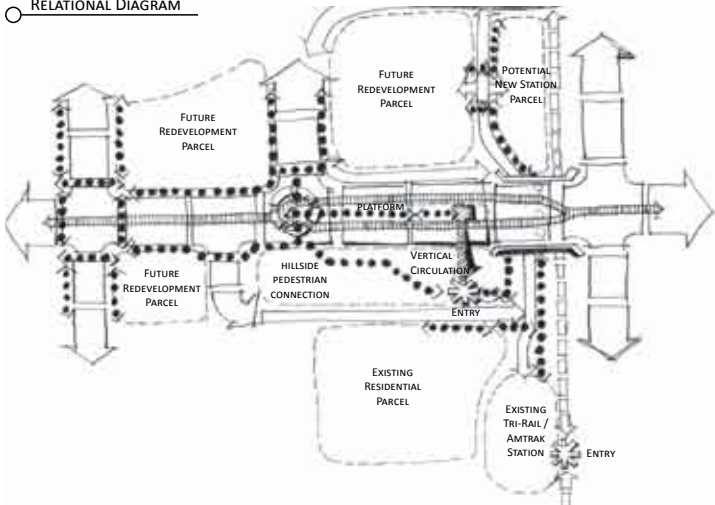 RELATIONAL DIAGRAM
FUTURE
REDEVELOPMENT
PARCEL
POTENTIAL
NEW STATION
PARCEL
FUTURE
REDEVELOPMENT
PARCEL
PLATFORM
VERTICAL
CIRCULATION
HILLSIDE
PEDESTRIAN
CONNECTION
FUTURE
REDEVELOPMENT
PARCEL
ENTRY
EXISTING
RESIDENTIAL
PARCEL
EXISTING
TRI-RAIL /
AMTRAK
STATION
ENTRY